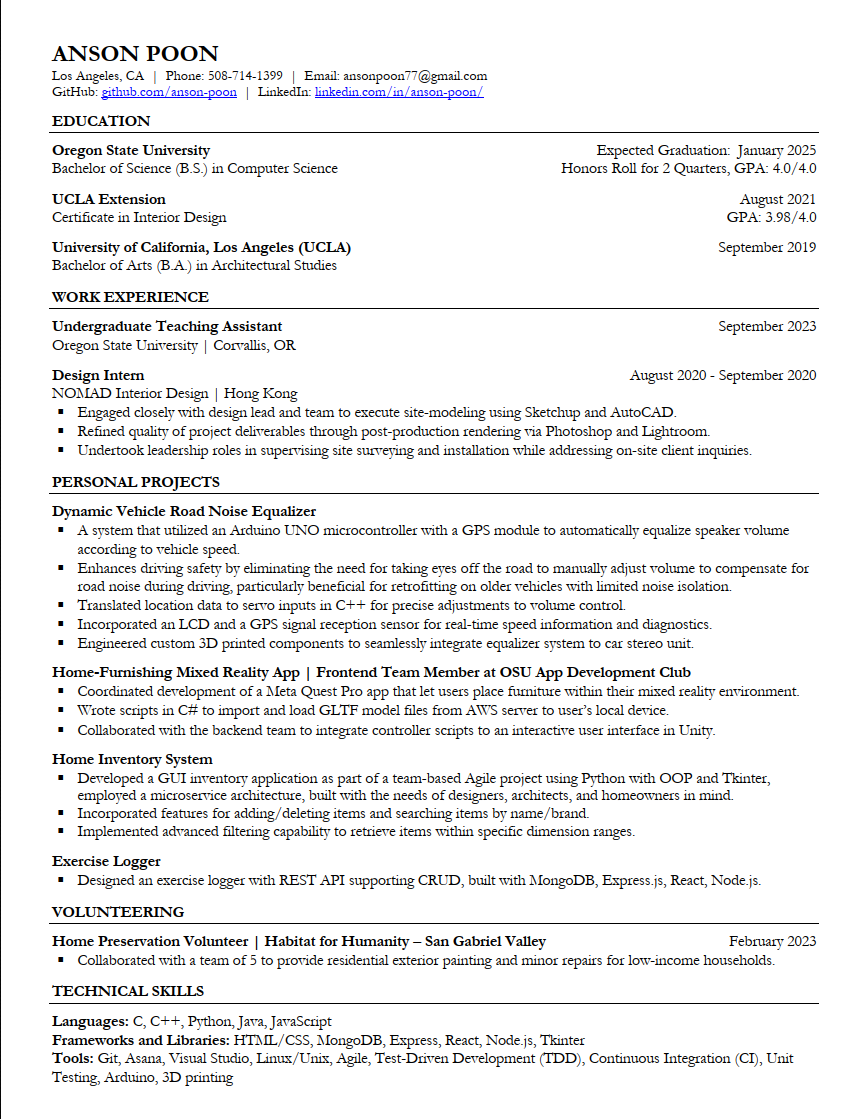 ANSON POON
Los Angeles, CA | Phone: 508-714-1399 | Email: ansonpoon77@gmail.com
GitHub: github.com/anson-poon | LinkedIn: linkedin.com/in/anson-poon/
EDUCATION
Oregon State University Expected Graduation: January 2025
Bachelor of Science (B.S.) in Computer Science Honors Roll for 2 Quarters, GPA: 4.0/4.0
UCLA Extension August 2021
Certificate in Interior Design GPA: 3.98/4.0
University of California, Los Angeles (UCLA) September 2019
Bachelor of Arts (B.A.) in Architectural Studies
WORK EXPERIENCE
Undergraduate Teaching Assistant September 2023
Oregon State University | Corvallis, OR
Design Intern August 2020 - September 2020
NOMAD Interior Design | Hong Kong
▪ Engaged closely with design lead and team to execute site-modeling using Sketchup and AutoCAD.
▪ Refined quality of project deliverables through post-production rendering via Photoshop and Lightroom.
▪ Undertook leadership roles in supervising site surveying and installation while addressing on-site client inquiries.
PERSONAL PROJECTS
Dynamic Vehicle Road Noise Equalizer
▪ A system that utilized an Arduino UNO microcontroller with a GPS module to automatically equalize speaker volume
according to vehicle speed.
▪ Enhances driving safety by eliminating the need for taking eyes off the road to manually adjust volume to compensate for
road noise during driving, particularly beneficial for retrofitting on older vehicles with limited noise isolation.
▪ Translated location data to servo inputs in C++ for precise adjustments to volume control.
▪ Incorporated an LCD and a GPS signal reception sensor for real-time speed information and diagnostics.
▪ Engineered custom 3D printed components to seamlessly integrate equalizer system to car stereo unit.
Home-Furnishing Mixed Reality App | Frontend Team Member at OSU App Development Club
▪ Coordinated development of a Meta Quest Pro app that let users place furniture within their mixed reality environment.
▪ Wrote scripts in C# to import and load GLTF model files from AWS server to user’s local device.
▪ Collaborated with the backend team to integrate controller scripts to an interactive user interface in Unity.
Home Inventory System
▪ Developed a GUI inventory application as part of a team-based Agile project using Python with OOP and Tkinter,
employed a microservice architecture, built with the needs of designers, architects, and homeowners in mind.
▪ Incorporated features for adding/deleting items and searching items by name/brand.
▪ Implemented advanced filtering capability to retrieve items within specific dimension ranges.
Exercise Logger
▪ Designed an exercise logger with REST API supporting CRUD, built with MongoDB, Express.js, React, Node.js.
VOLUNTEERING
Home Preservation Volunteer | Habitat for Humanity – San Gabriel Valley February 2023
▪ Collaborated with a team of 5 to provide residential exterior painting and minor repairs for low-income households.
TECHNICAL SKILLS
Languages: C, C++, Python, Java, JavaScript
Frameworks and Libraries: HTML/CSS, MongoDB, Express, React, Node.js, Tkinter
Tools: Git, Asana, Visual Studio, Linux/Unix, Agile, Test-Driven Development (TDD), Continuous Integration (CI), Unit
Testing, Arduino, 3D printing